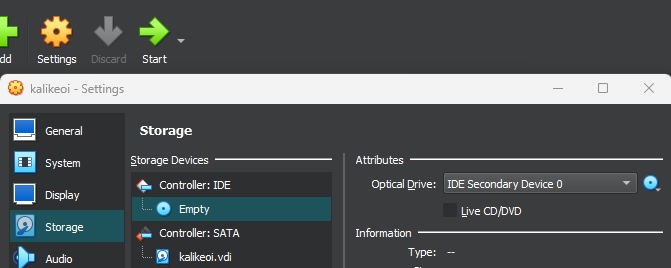 dd Settings Discard Start
kalikeoi - Settings
General
System
Display
Storage
Audio
Storage
Storage Devices
Controller: IDE
Empty
Controller: SATA
kalikeoi.vdi
Attributes
Optical Drive: IDE Secondary Device 0
Live CD/DVD
Information
Type: --